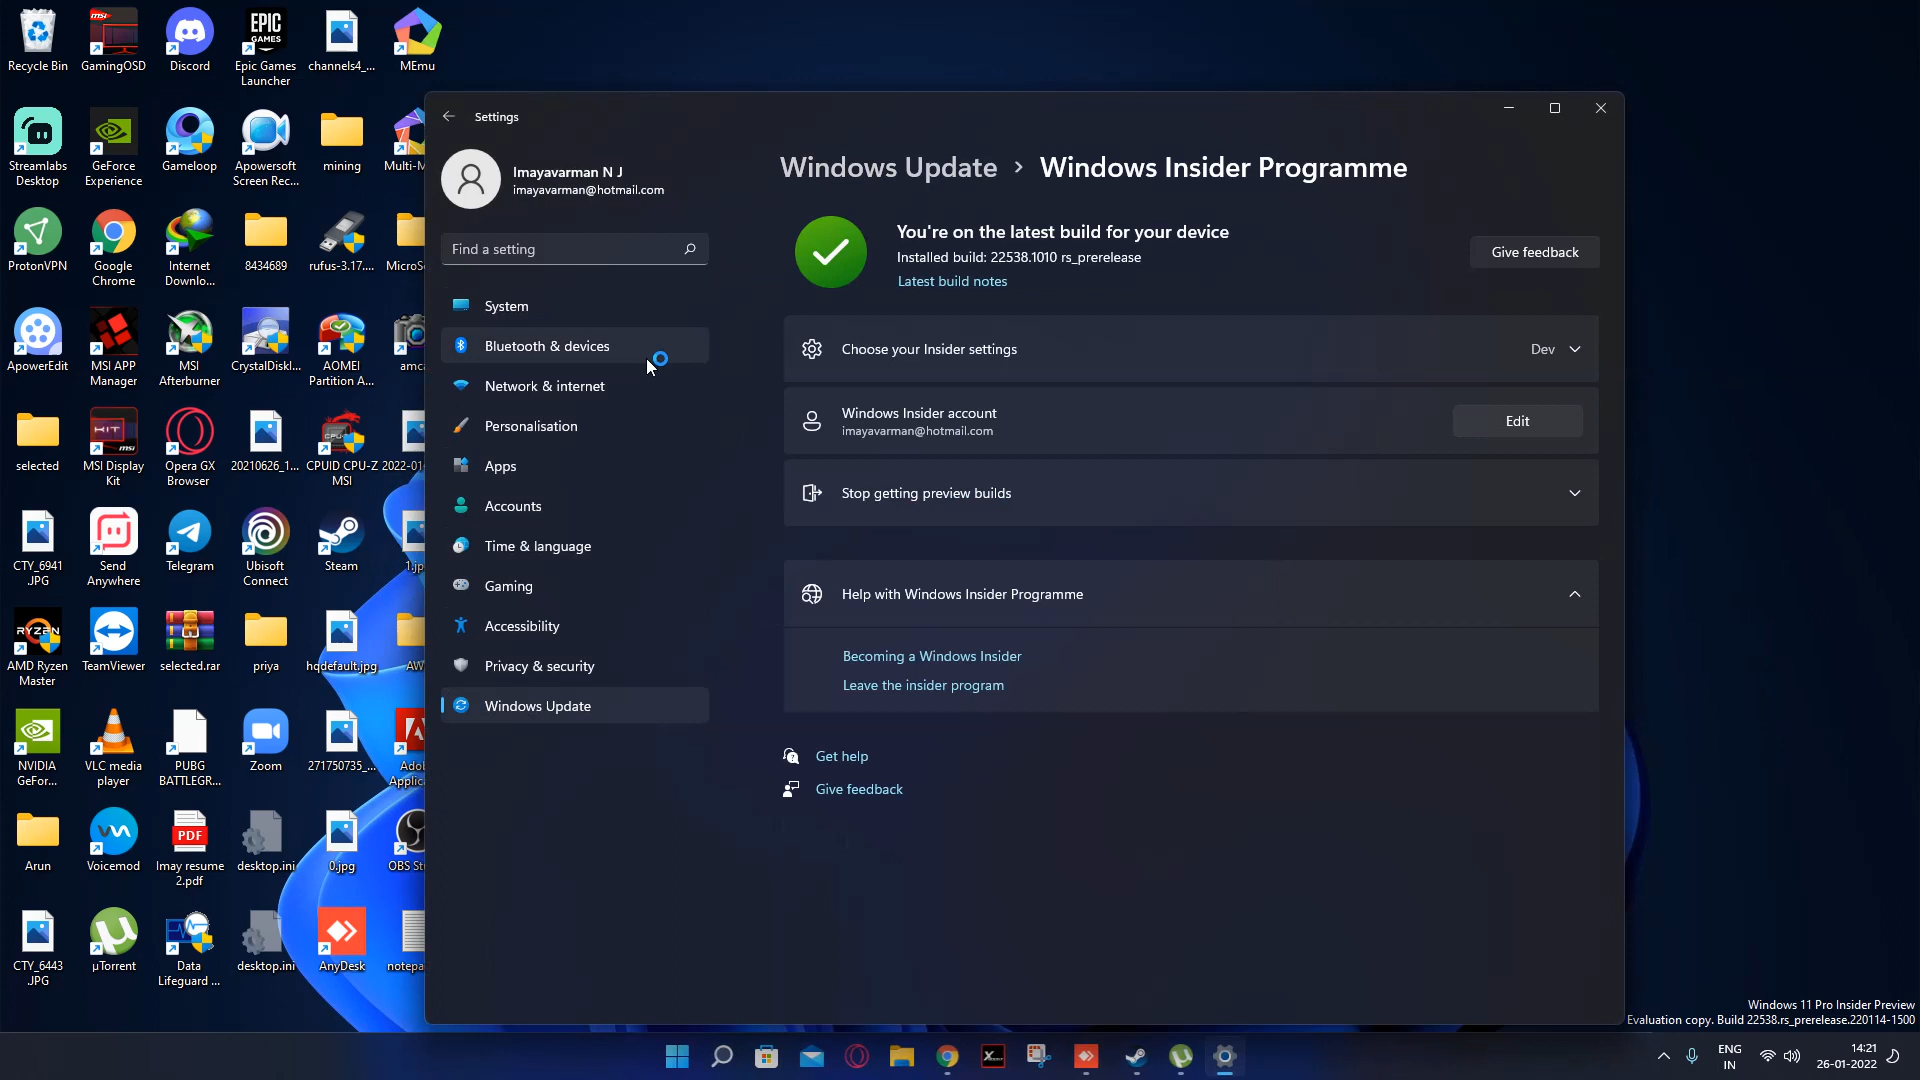 Recycle Bin
GamingOSD
Discord
EPIC
GAMES
Epic Games
Launcher
channels4_...
MEmu
Streamlabs
Desktop
GeForce
Experience
Gameloop
Apowersoft
Screen Rec...
mining
Multi-M
ProtonVPN
Google
Chrome
Internet
Downlo...
8434689
rufus-3.17....
MicroS
ApowerEdit
MSI APP
Manager
MSI
Afterburner
CrystalDiskI...
AOMEI
Partition A...
amc
selected
MSI Display
Kit
Opera GX
Browser
20210626_1...
CPUID CPU-Z
MSI
2022-01
CTY_6941
.JPG
Send
Anywhere
Telegram
Ubisoft
Connect
Steam
1.jp
RYZEN
AMD Ryzen
Master
TeamViewer
selected.rar
priya
hqdefault.jpg
AW
NVIDIA
GeFor...
VLC media
player
PUBG
BATTLEGR...
Zoom
271750735_...
Ado
Applic
Arun
Voicemod
PDF
Imay resume
2.pdf
desktop.ini
0.jpg
OBS St
CTY_6443
.JPG
µTorrent
Data
Lifeguard ...
desktop.ini
AnyDesk
notepa
Settings
Imayavarman N J
imayavarman@hotmail.com
Find a setting
System
Bluetooth & devices
Network & internet
Personalisation
Apps
Accounts
Time & language
Gaming
Accessibility
Privacy & security
Windows Update
Windows Update > Windows Insider Programme
You're on the latest build for your device
Installed build: 22538.1010 rs_prerelease
Latest build notes
Give feedback
Choose your Insider settings
Dev
Windows Insider account
imayavarman@hotmail.com
Edit
Stop getting preview builds
Help with Windows Insider Programme
Becoming a Windows Insider
Leave the insider program
Get help
Give feedback
Windows 11 Pro Insider Preview
Evaluation copy. Build 22538.rs_prerelease.220114-1500
ENG
IN
14:21
26-01-2022